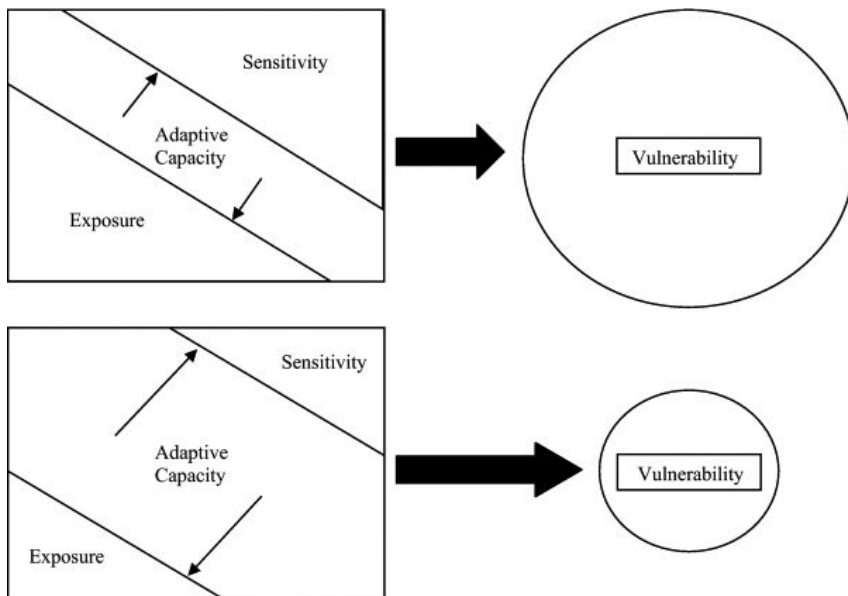 Sensitivity
Adaptive
Capacity
Exposure
Vulnerability
Sensitivity
Adaptive
Capacity
Exposure
Vulnerability